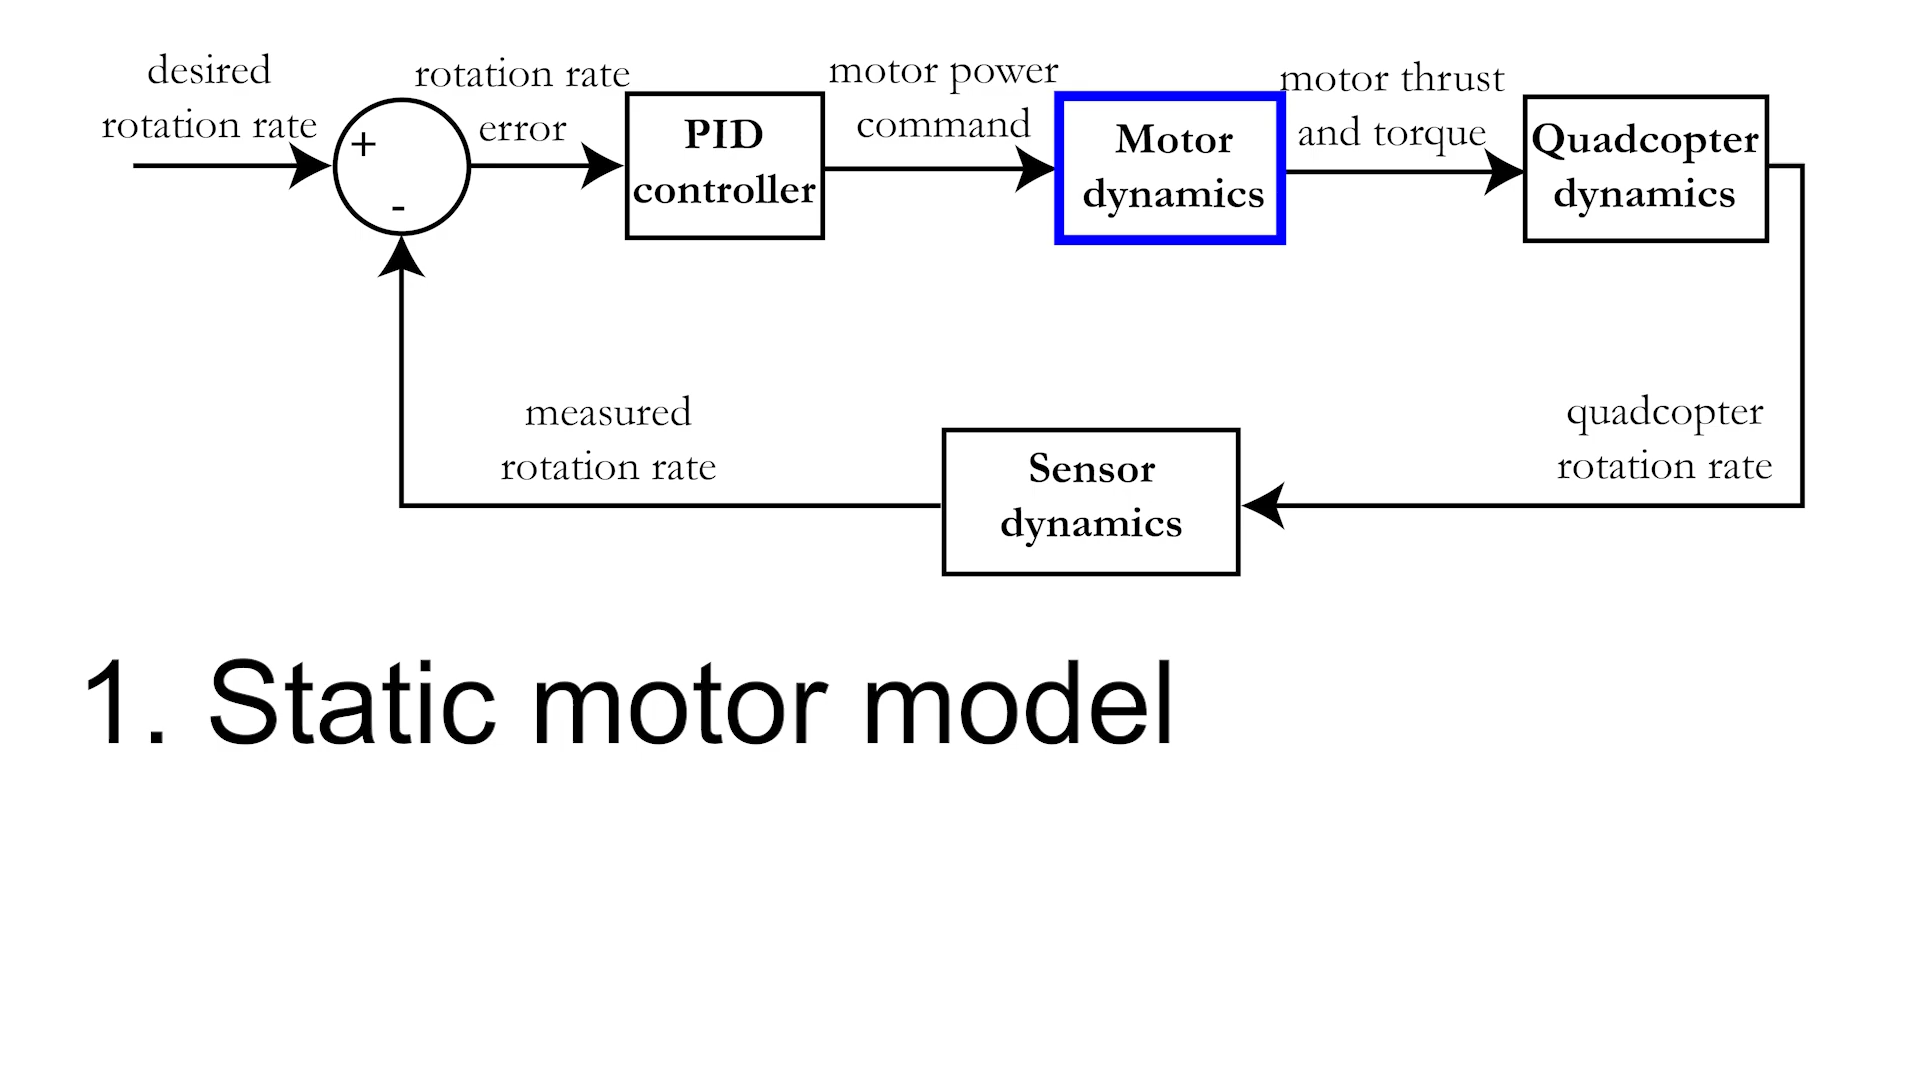 desired
rotation rate
+
-
rotation rate
error
PID
controller
motor power
command
Motor
dynamics
motor thrust
and torque
Quadcopter
dynamics
measured
rotation rate
Sensor
dynamics
quadcopter
rotation rate
1. Static motor model